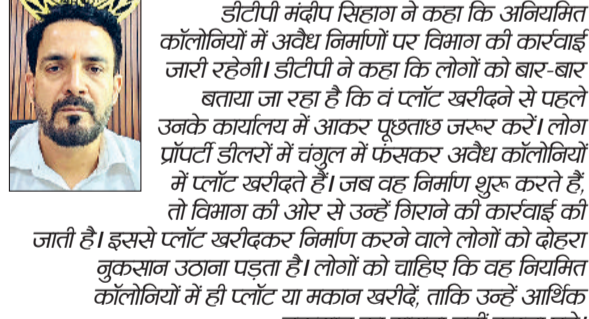 डीटीपी मंदीप सिहाग ने कहा कि अनियमित
कॉलोनियों में अवैध निर्माणों पर विभाग की कार्रवाई
जारी रहेगी। डीटीपी ने कहा कि लोगों को बार-बार
बताया जा रहा है कि वं प्लॉट खरीदने से पहले
उनके कार्यालय में आकर पूछताछ जरूर करें। लोग
प्रॉपर्टी डीलरों में चंगुल में फंसकर अवैध कॉलोनियों
में प्लॉट खरीदते हैं। जब वह निर्माण शुरू करते हैं,
तो विभाग की ओर से उन्हें गिराने की कार्रवाई की
जाती है। इससे प्लॉट खरीदकर निर्माण करने वाले लोगों को दोहरा
नुकसान उठाना पड़ता है। लोगों को चाहिए कि वह नियमित
कॉलोनियों में ही प्लॉट या मकान खरीदें, ताकि उन्हें आर्थिक